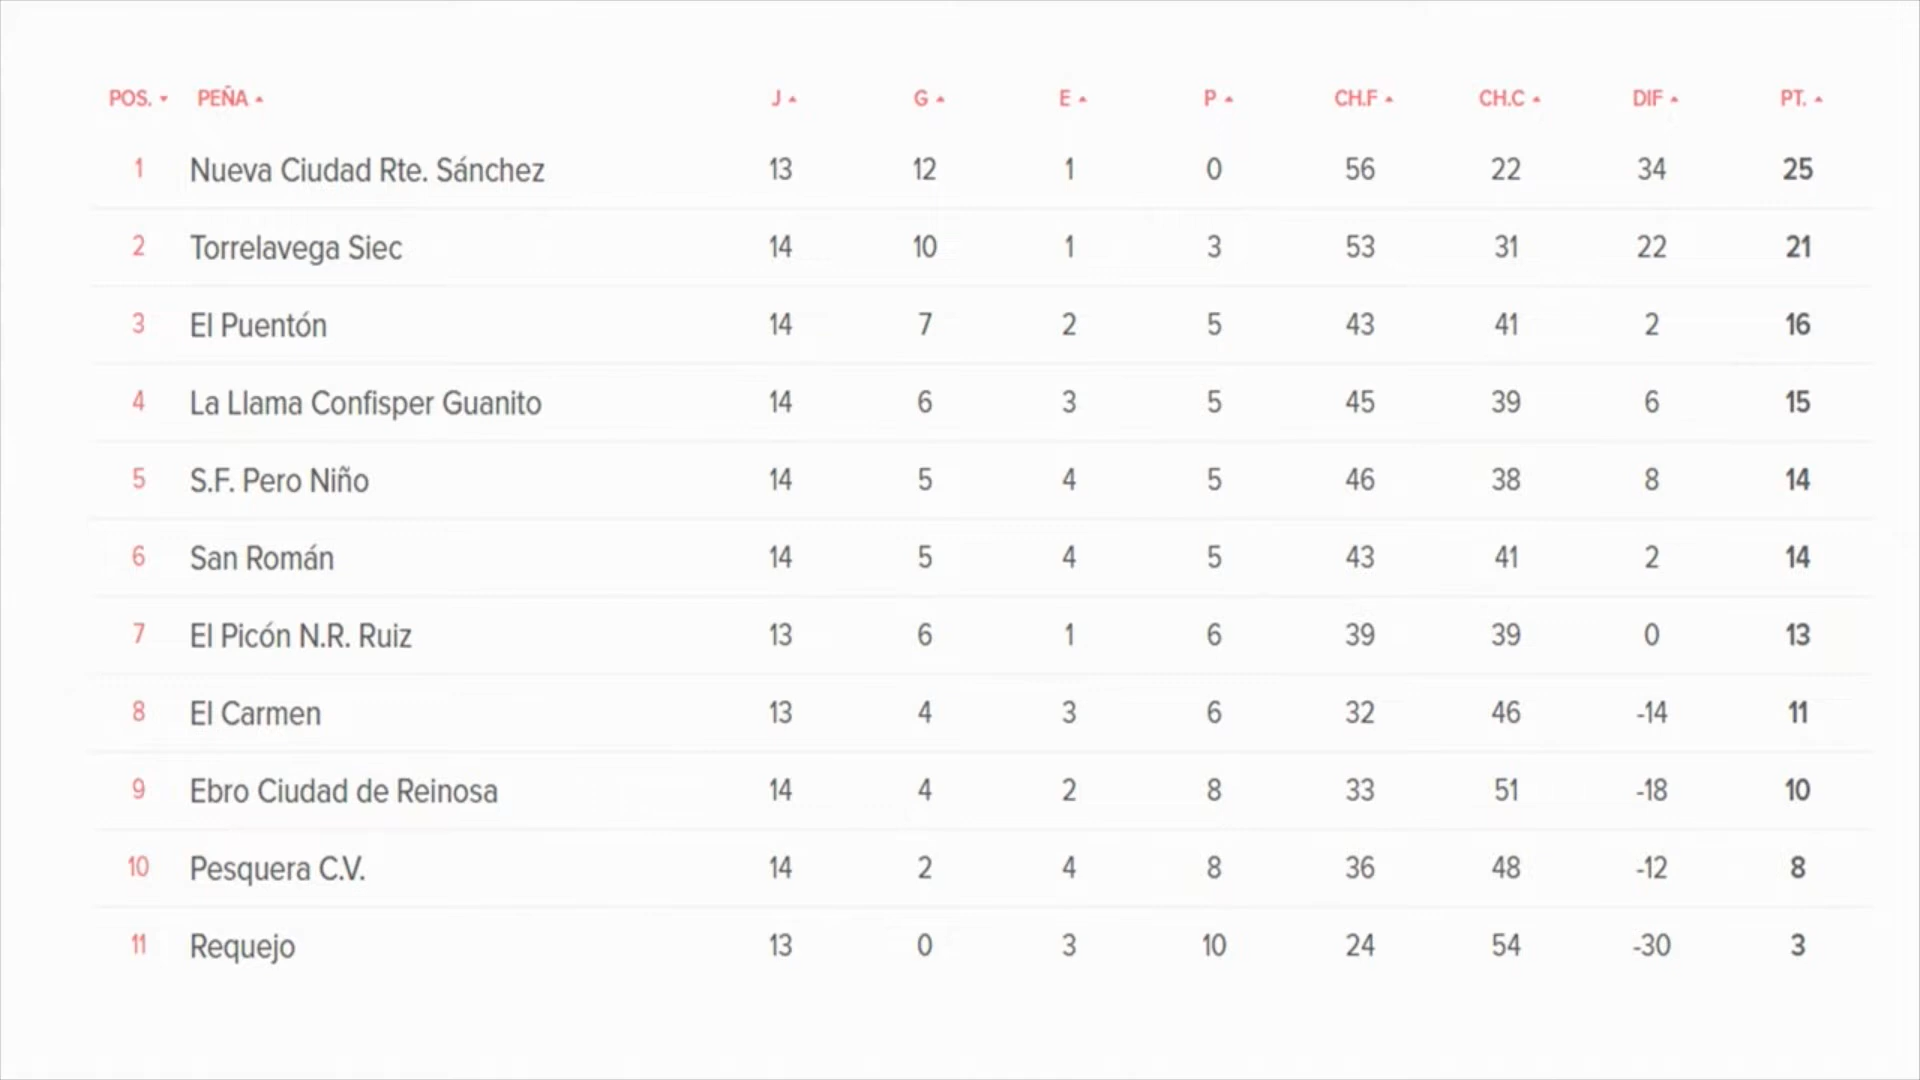 POS. PEÑA J G E P CH.F CH.C DIF PT.
1 Nueva Ciudad Rte. Sánchez 13 12 1 0 56 22 34 25
2 Torrelavega Siec 14 10 1 3 53 31 22 21
3 El Puentón 14 7 2 5 43 41 2 16
4 La Llama Confisper Guanito 14 6 3 5 45 39 6 15
5 S.F. Pero Niño 14 5 4 5 46 38 8 14
6 San Román 14 5 4 5 43 41 2 14
7 El Picón N.R. Ruiz 13 6 1 6 39 39 0 13
8 El Carmen 13 4 3 6 32 46 -14 11
9 Ebro Ciudad de Reinosa 14 4 2 8 33 51 -18 10
10 Pesquera C.V. 14 2 4 8 36 48 -12 8
11 Requejo 13 0 3 10 24 54 -30 3